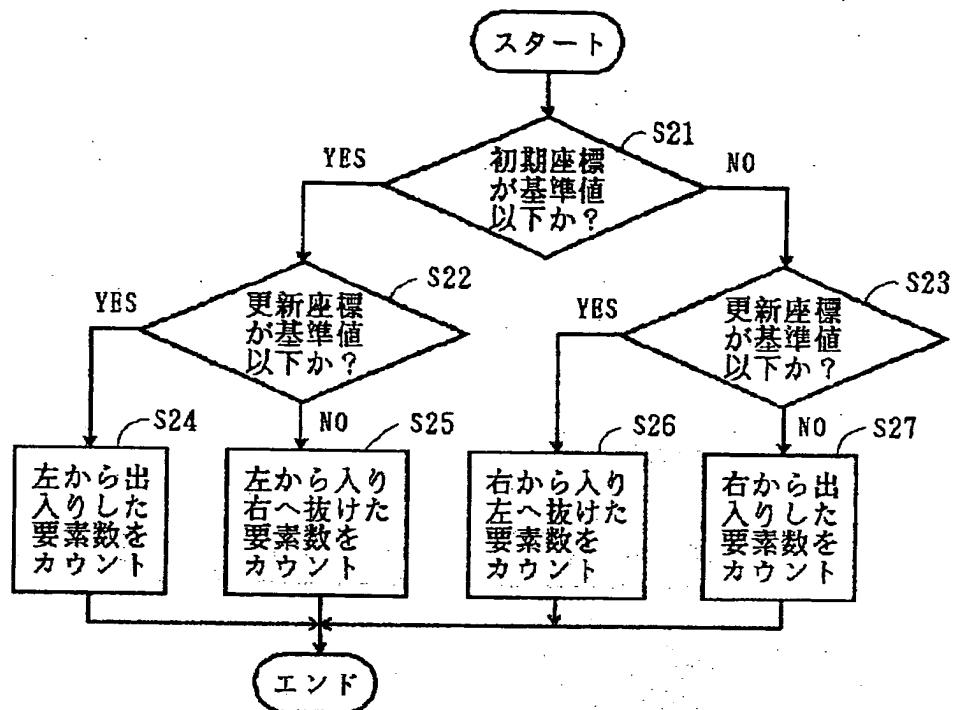 スタート
S21
YES
NO
初期座標
が基準値
以下か?
S22
YES
更新座標
が基準値
以下か?
NO
S23
YES
更新座標
が基準値
以下か?
NO
S24
左から出
入りした
要素数を
カウント
S25
左から入り
右へ抜けた
要素数を
カウント
S26
右から入り
左へ抜けた
要素数を
カウント
S27
右から出
入りした
要素数を
カウント
エンド